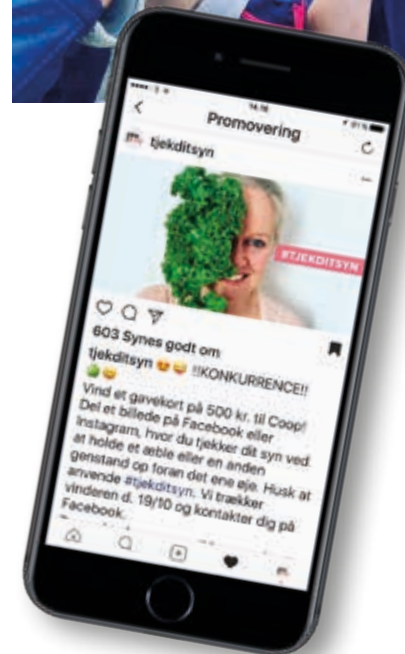 14.16
81%
Promovering
tjekditsyn
#TJEKDITSYN
603 Synes godt om
tjekditsyn 😍😄 !!KONKURRENCE!!
🍏😄
Vind et gavekort på 500 kr. til Coop!
Del et billede på Facebook eller
Instagram, hvor du tjekker dit syn ved
at holde et æble eller en anden
genstand op foran det ene øje. Husk at
anvende #tjekditsyn. Vi trækker
vinderen d. 19/10 og kontakter dig på
Facebook.